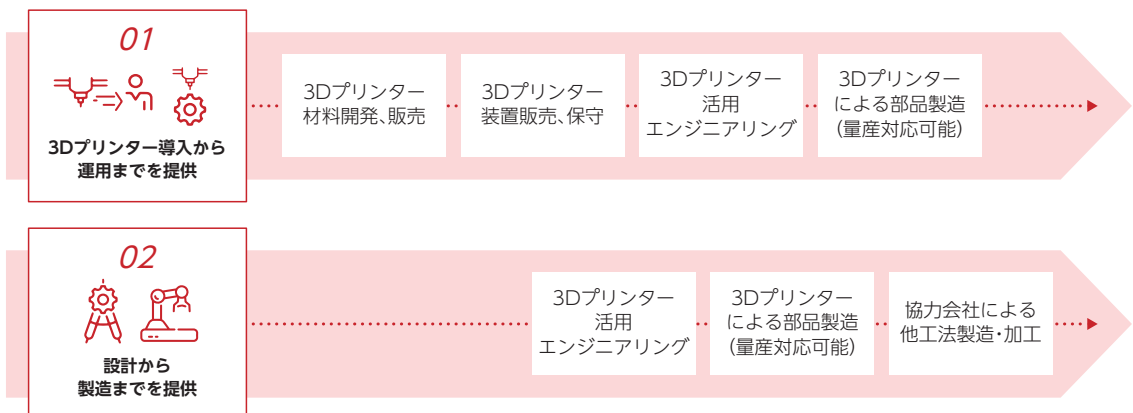 01
3Dプリンター導入から
運用までを提供
3Dプリンター
材料開発、販売
3Dプリンター
装置販売、保守
3Dプリンター
活用
エンジニアリング
3Dプリンター
による部品製造
(量産対応可能)
02
設計から
製造までを提供
3Dプリンター
活用
エンジニアリング
3Dプリンター
による部品製造
(量産対応可能)
協力会社による
他工法製造・加工